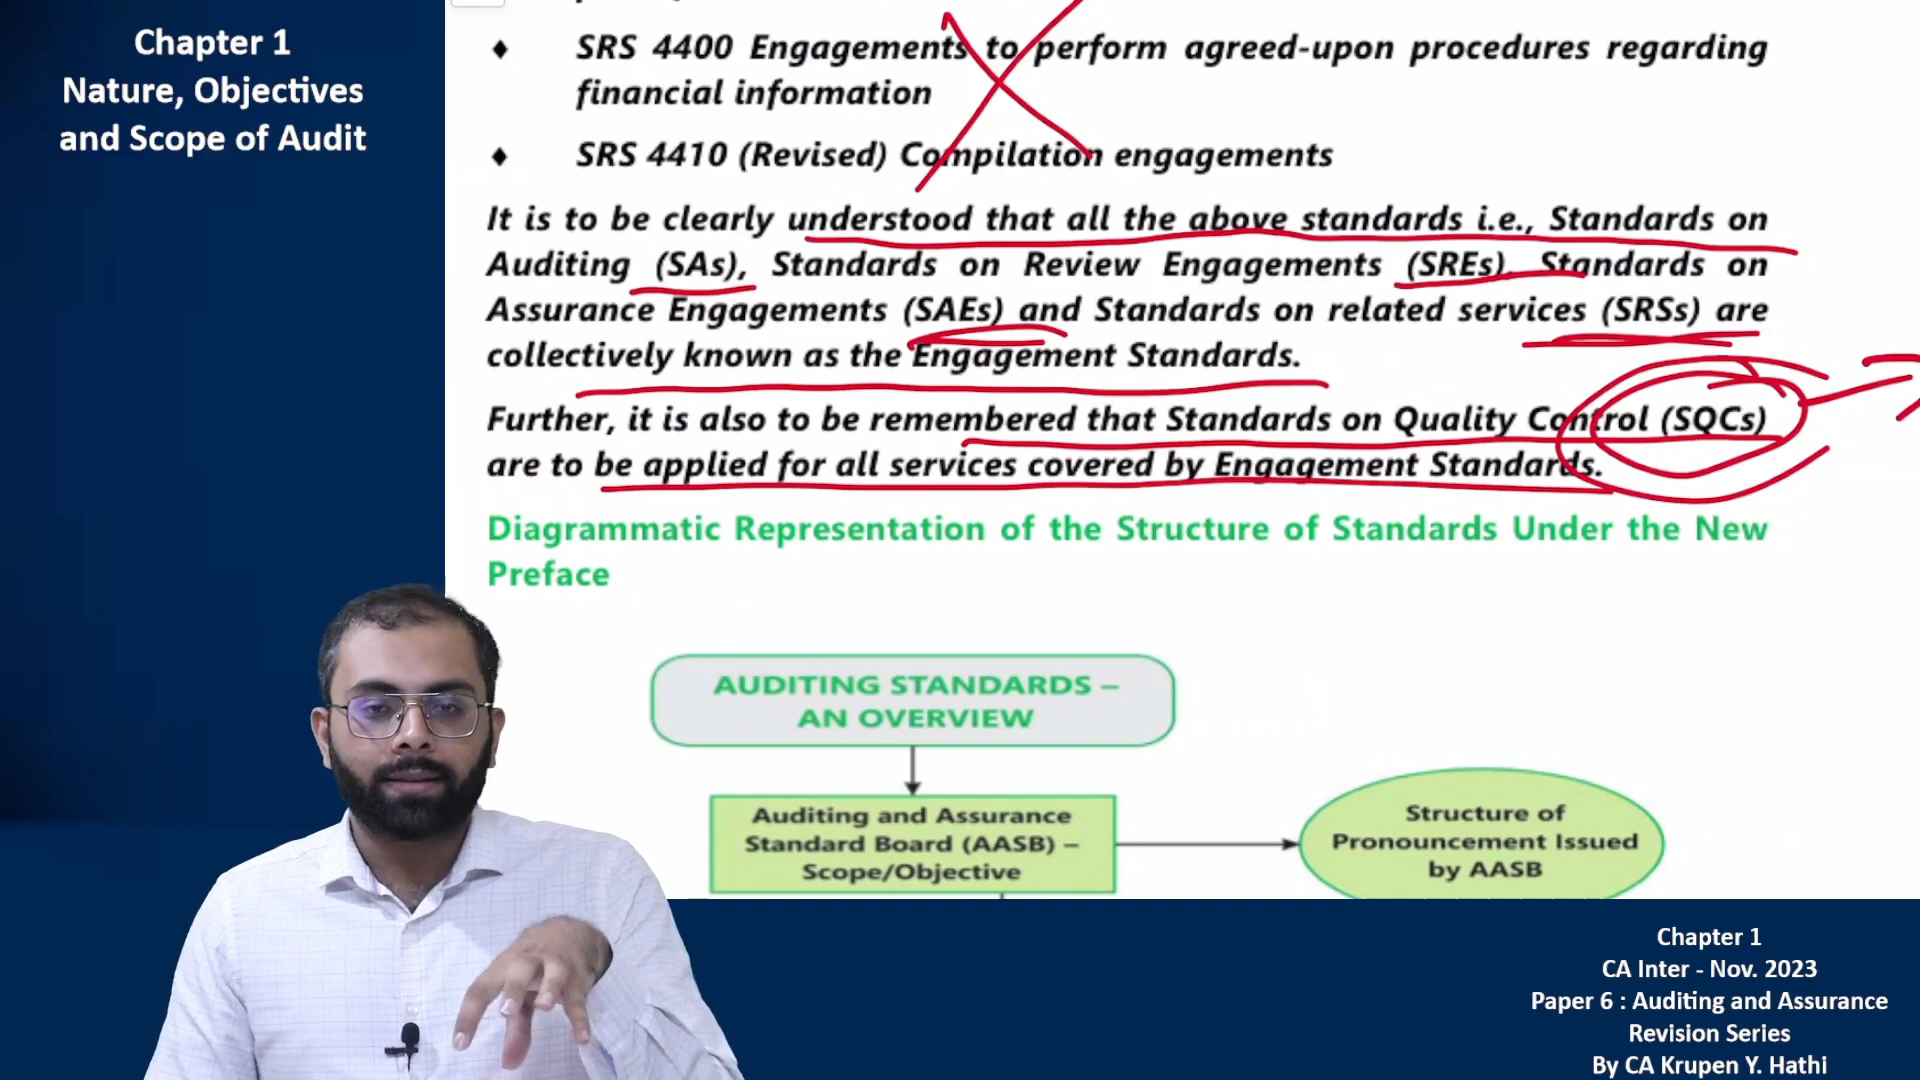 Chapter 1
Nature, Objectives
and Scope of Audit
♦ SRS 4400 Engagements to perform agreed-upon procedures regarding
financial information
♦ SRS 4410 (Revised) Compilation engagements
It is to be clearly understood that all the above standards i.e., Standards on
Auditing (SAs), Standards on Review Engagements (SREs), Standards on
Assurance Engagements (SAEs) and Standards on related services (SRSs) are
collectively known as the Engagement Standards.
Further, it is also to be remembered that Standards on Quality Control (SQCs)
are to be applied for all services covered by Engagement Standards.
Diagrammatic Representation of the Structure of Standards Under the New
Preface
AUDITING STANDARDS –
AN OVERVIEW
Auditing and Assurance
Standard Board (AASB) –
Scope/Objective
Structure of
Pronouncement Issued
by AASB
Chapter 1
CA Inter - Nov. 2023
Paper 6 : Auditing and Assurance
Revision Series
By CA Krupen Y. Hathi